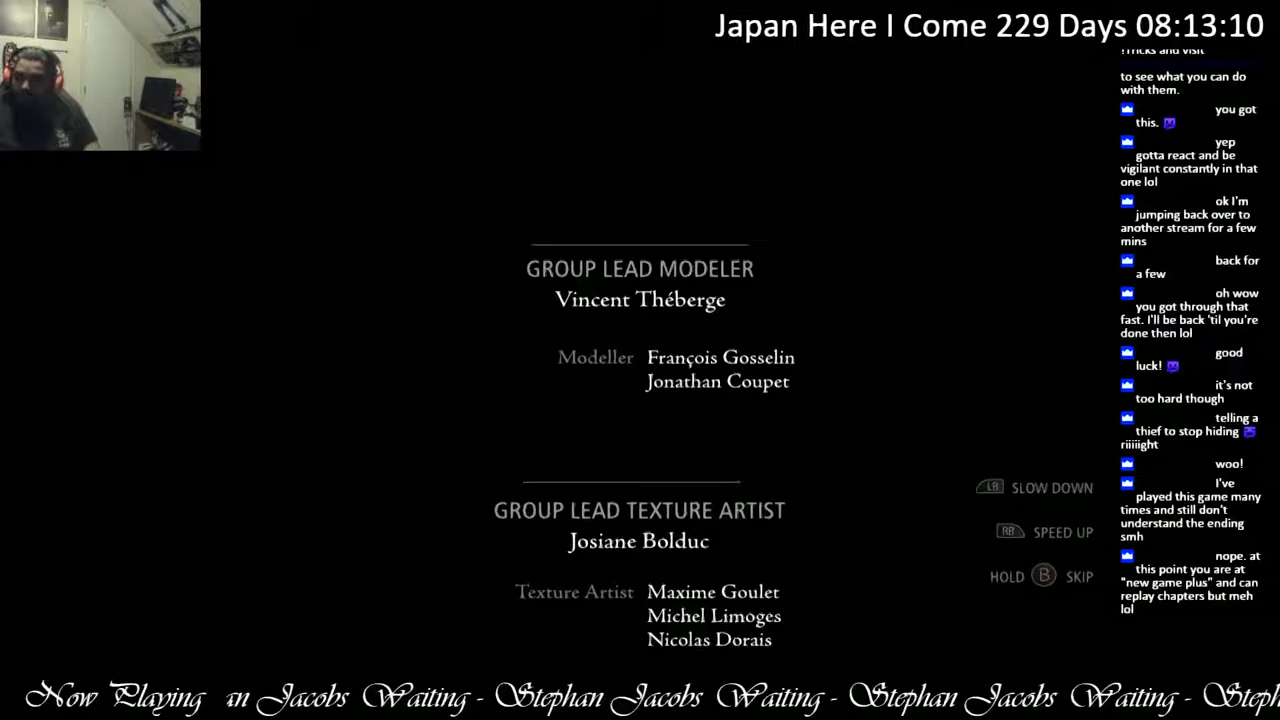 Japan Here I Come 229 Days 08:13:10
!Tricks and visit
to see what you can do
with them.
you got
this.
yep
gotta react and be
vigilant constantly in that
one lol
ok I'm
jumping back over to
another stream for a few
mins
back for
a few
oh wow
you got through that
fast. I'll be back 'til you're
done then lol
good
luck!
it's not
too hard though
telling a
thief to stop hiding
riiiiight
woo!
I've
played this game many
times and still don't
understand the ending
smh
nope. at
this point you are at
"new game plus" and can
replay chapters but meh
lol
GROUP LEAD MODELER
Vincent Théberge
Modeller François Gosselin
Jonathan Coupet
GROUP LEAD TEXTURE ARTIST
Josiane Bolduc
Texture Artist Maxime Goulet
Michel Limoges
Nicolas Dorais
LB SLOW DOWN
RB SPEED UP
HOLD B SKIP
Now Playing an Jacobs Waiting - Stephan Jacobs Waiting - Stephan Jacobs Waiting - Steph